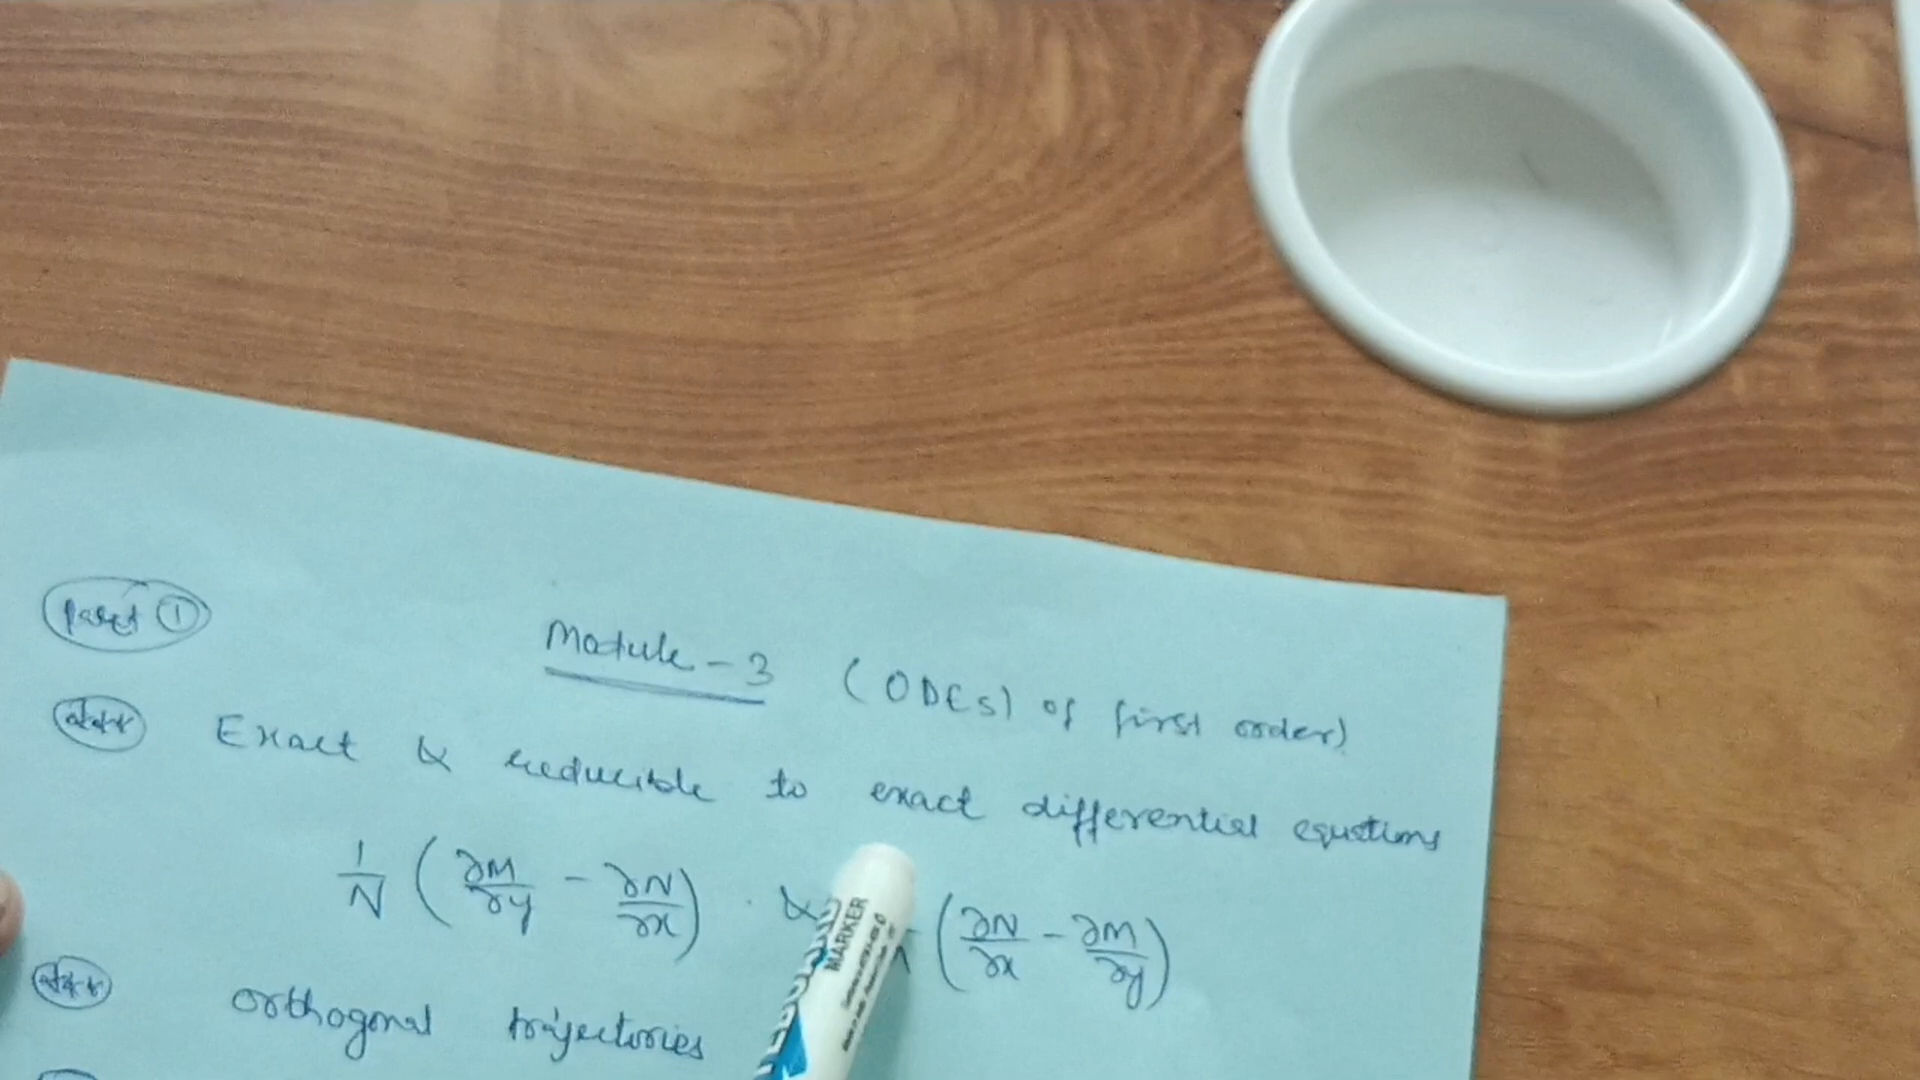 Part ①
Module - 3 (ODEs) of first order)
*** Exact & reducible to exact differential equations
1/N (∂M/∂y - ∂N/∂x) & (∂N/∂x - ∂M/∂y)
*** orthogonal trajectories
MARKER